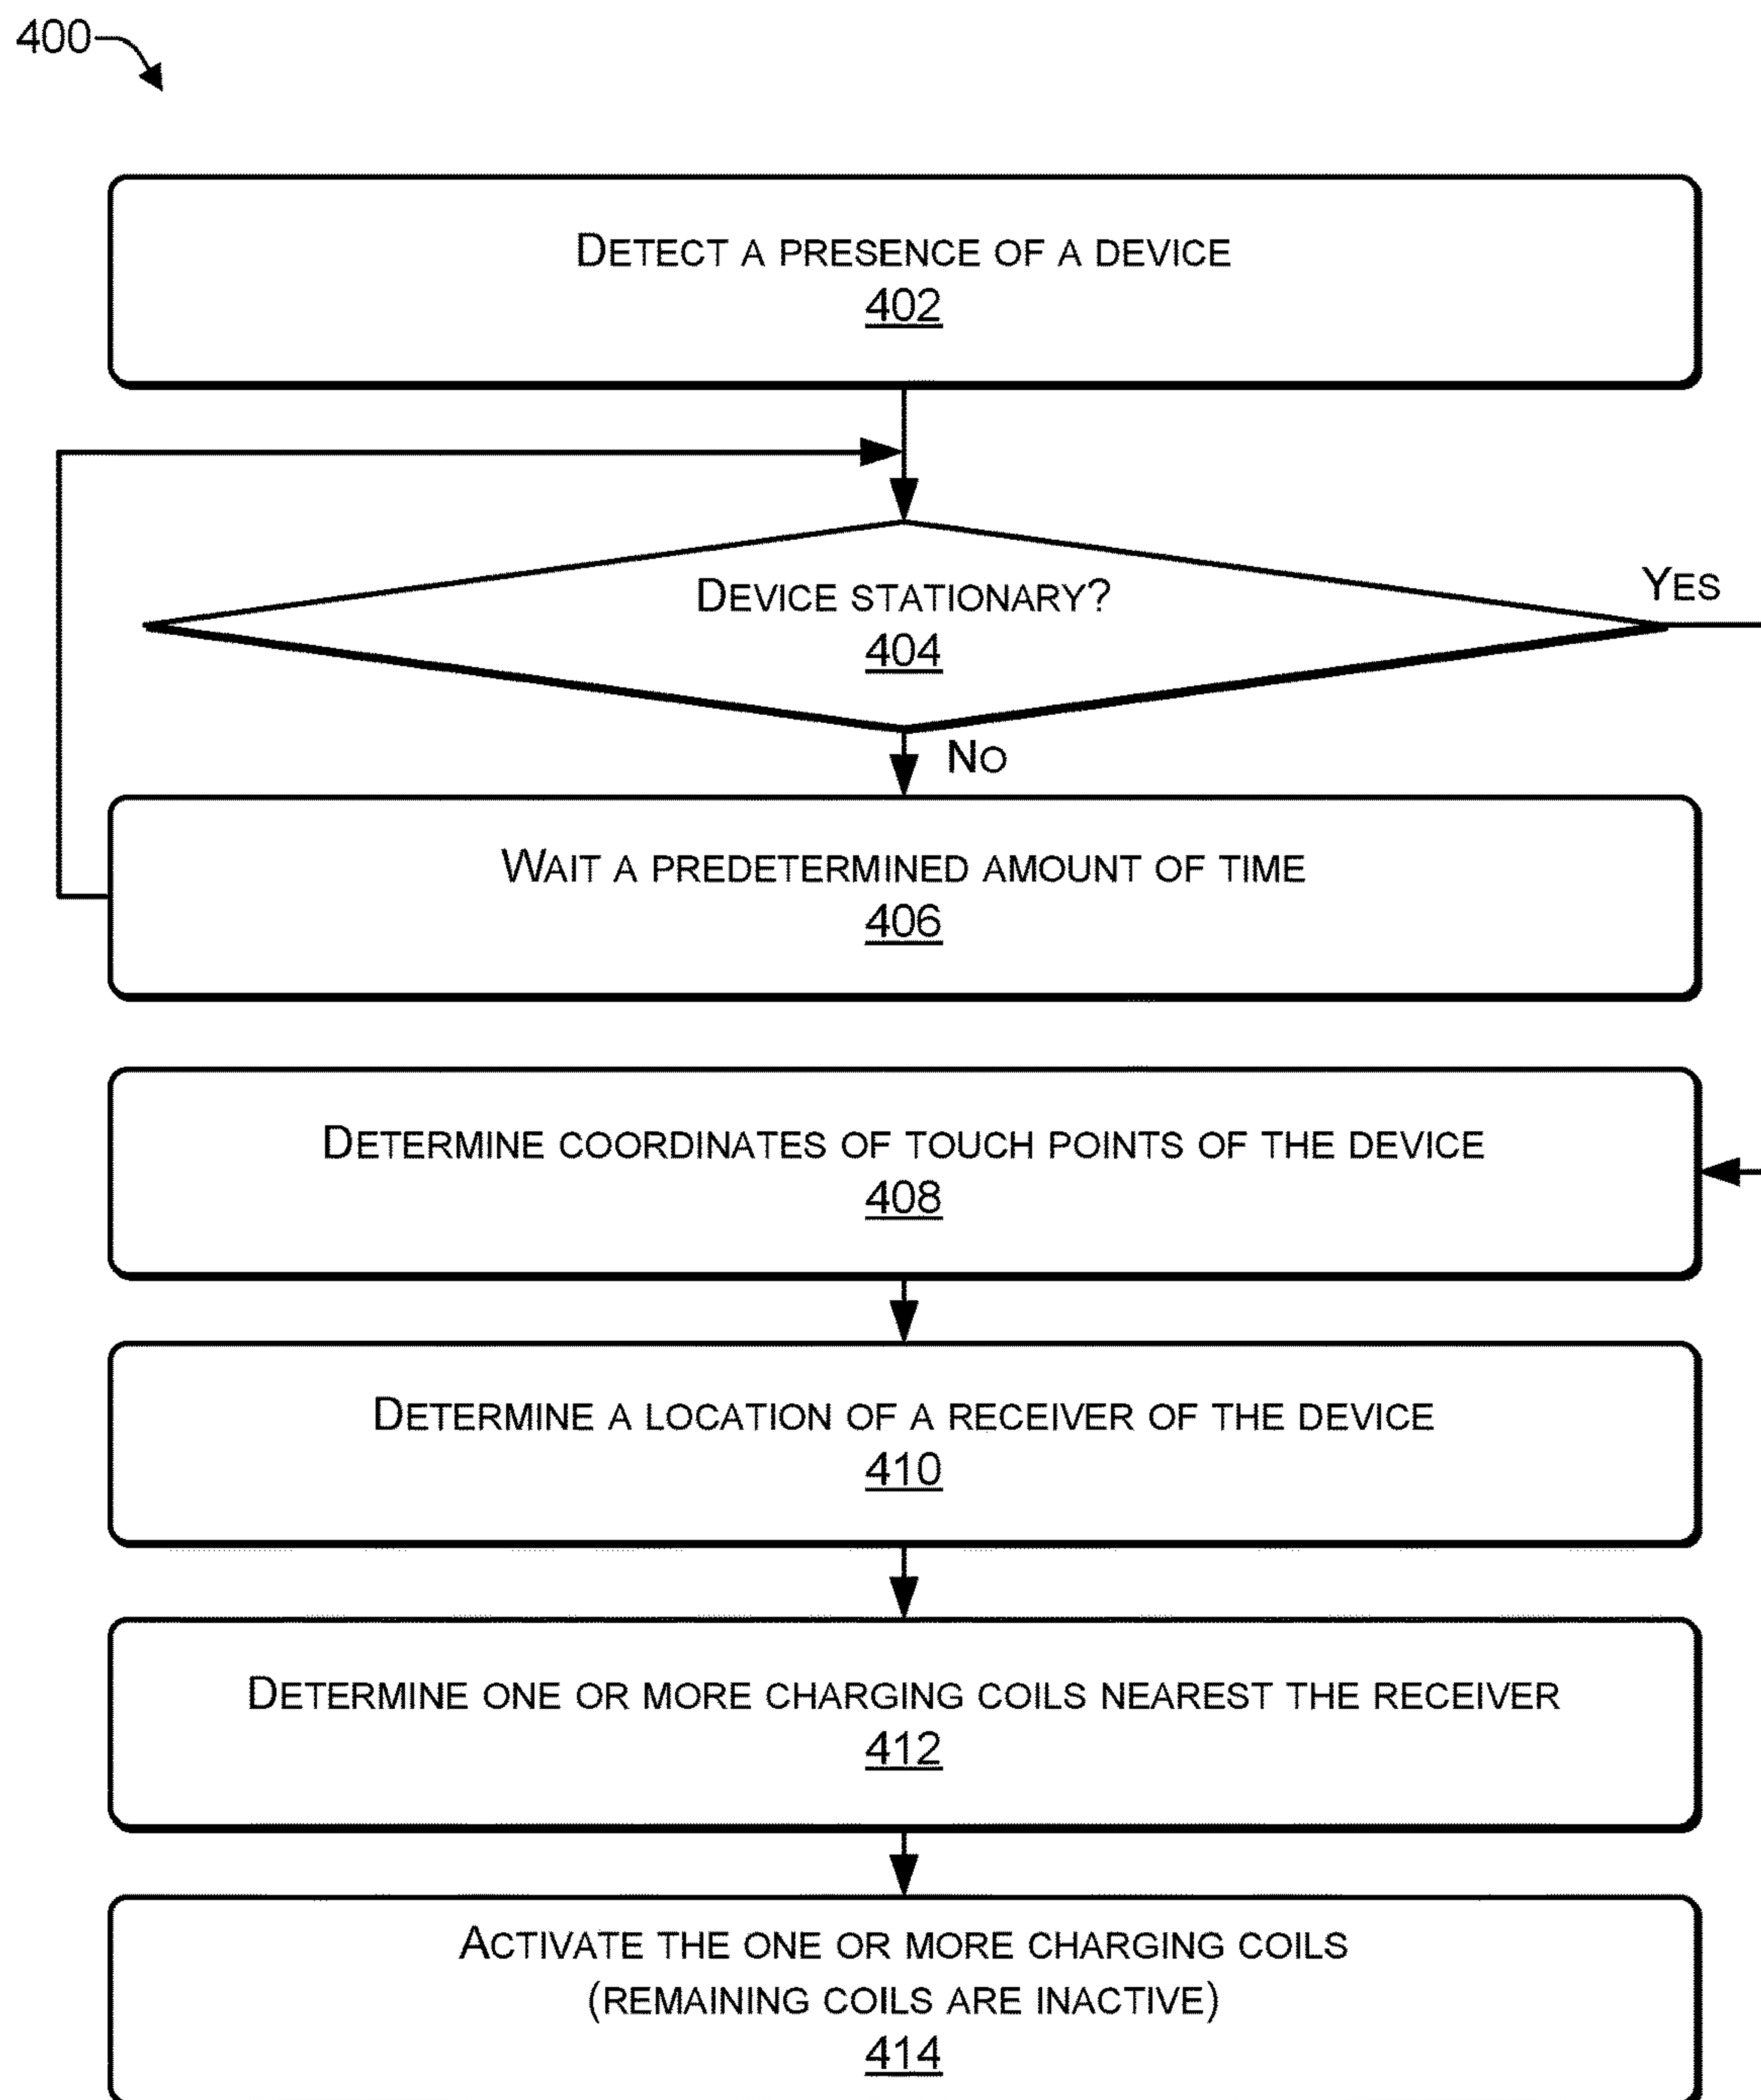 400
DETECT A PRESENCE OF A DEVICE
402
DEVICE STATIONARY?
404
YES
NO
WAIT A PREDETERMINED AMOUNT OF TIME
406
DETERMINE COORDINATES OF TOUCH POINTS OF THE DEVICE
408
DETERMINE A LOCATION OF A RECEIVER OF THE DEVICE
410
DETERMINE ONE OR MORE CHARGING COILS NEAREST THE RECEIVER
412
ACTIVATE THE ONE OR MORE CHARGING COILS
(REMAINING COILS ARE INACTIVE)
414